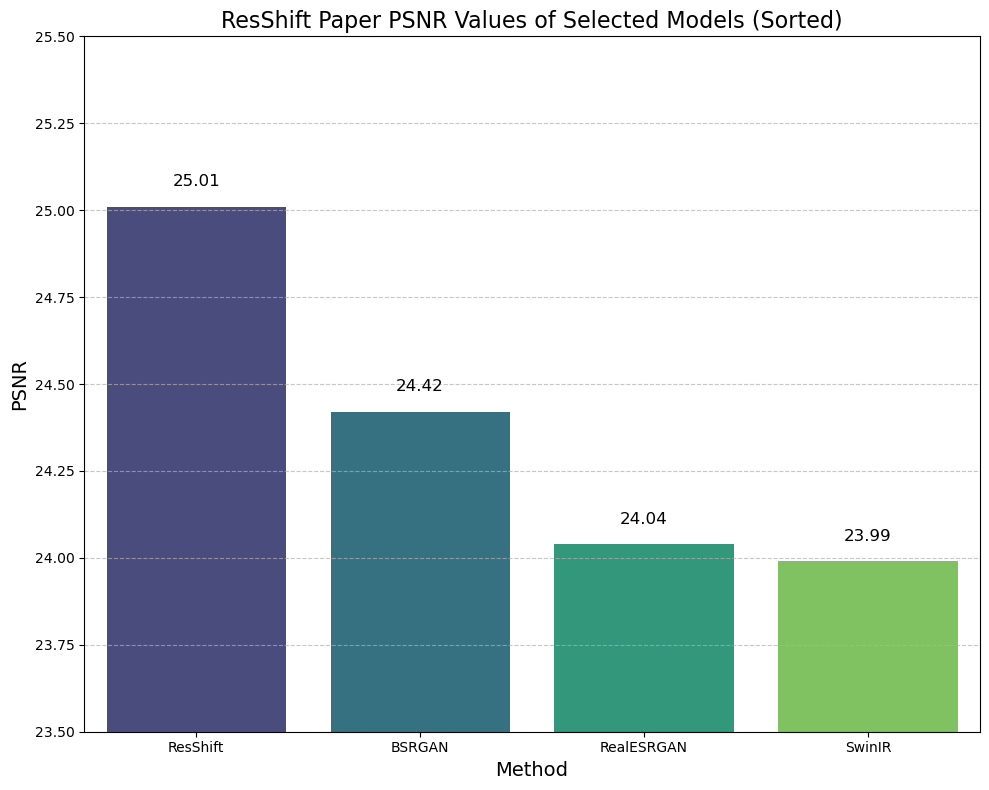 ResShift Paper PSNR Values of Selected Models (Sorted)
25.50
25.25
25.00
24.75
24.50
24.25
24.00
23.75
23.50
PSNR
25.01
24.42
24.04
23.99
ResShift
BSRGAN
RealESRGAN
SwinIR
Method